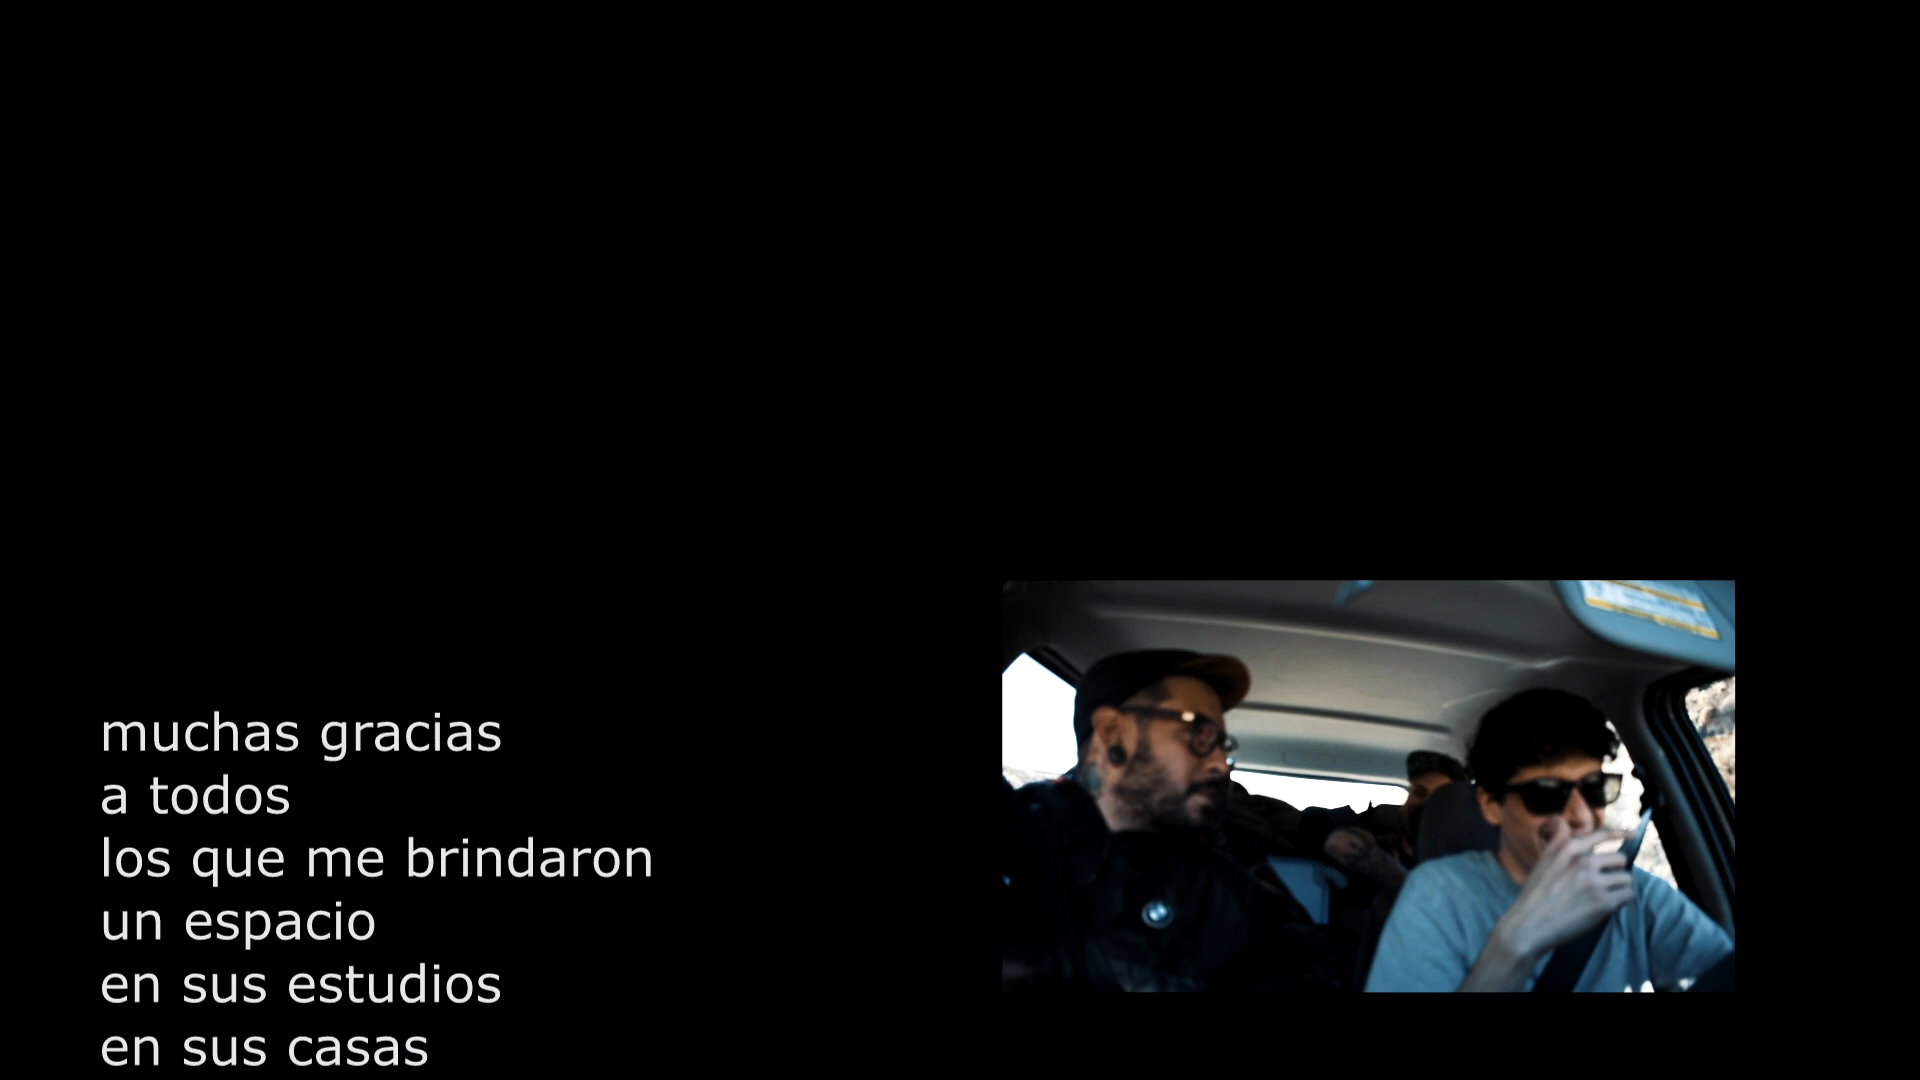 muchas gracias
a todos
los que me brindaron
un espacio
en sus estudios
en sus casas